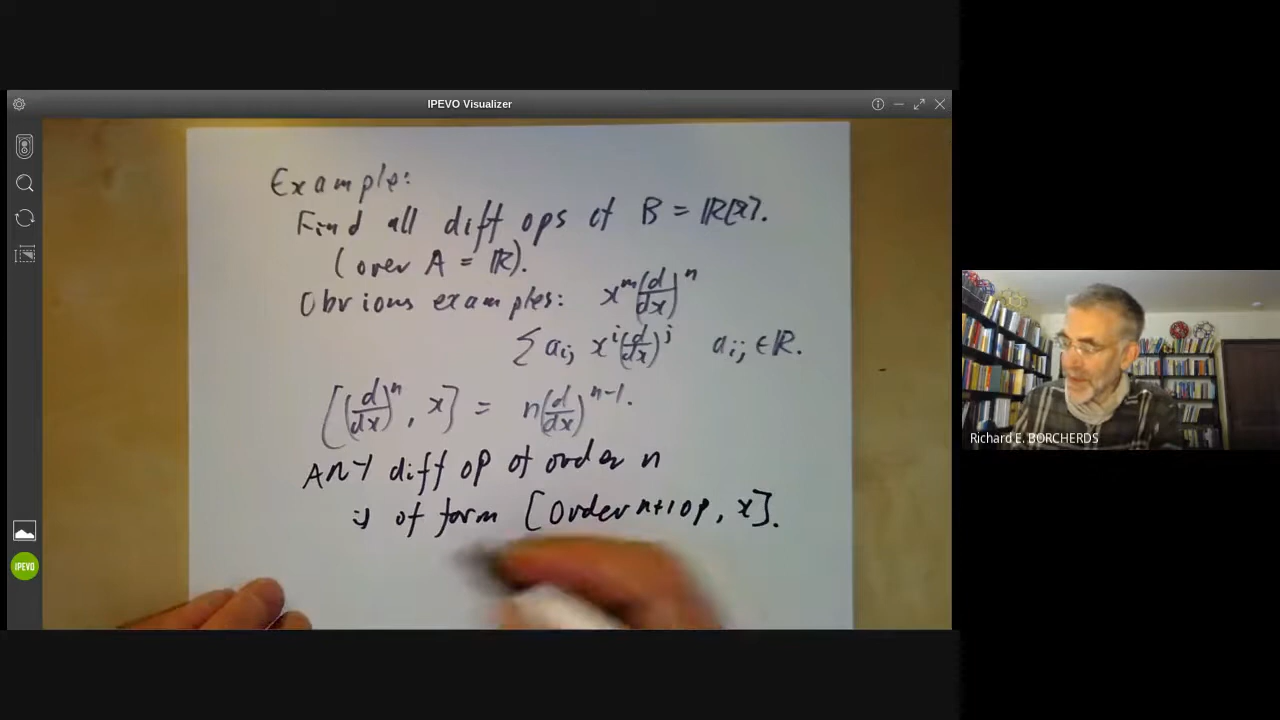 IPEVO Visualizer
Example:
Find all diff ops of B = ℝ[x].
(over A = ℝ).
Obvious examples: x^m (d/dx)^n
Σ a_ij x^i (d/dx)^j a_ij ∈ ℝ.
[(d/dx)^n, x] = n(d/dx)^{n-1}.
ANY diff op of order n
is of form [Order n+1 op, x].
Richard E. BORCHERDS
IPEVO